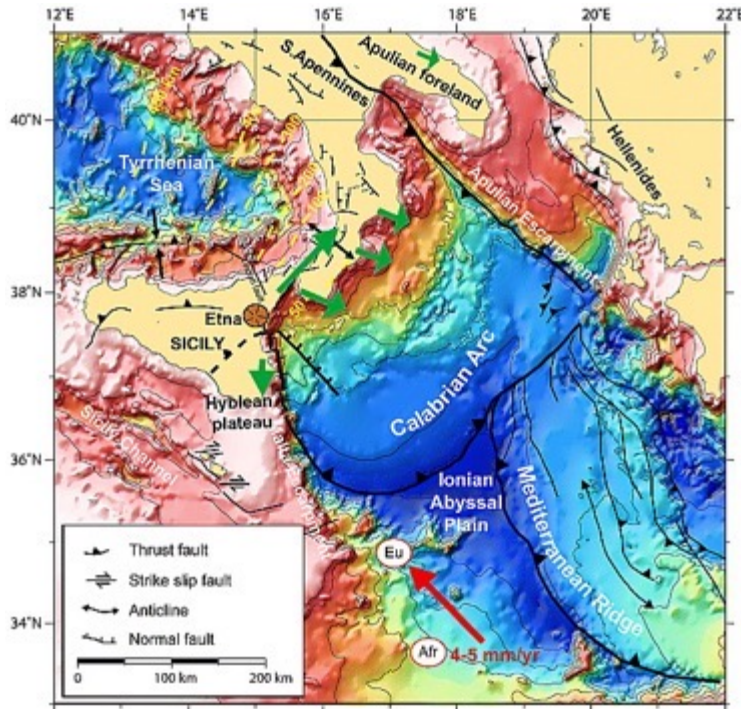 12°E 14°E 16°E 18°E 20°E 22°E
40°N
38°N
36°N
34°N
S. Apennines
Apulian foreland
Hellenides
Tyrrhenian
Sea
Apulian Escarpment
Etna
SICILY
Hyblean
plateau
Calabrian Arc
Sicily Channel
Ionian
Abyssal
Plain
Mediterranean Ridge
Eu
Afr
4-5 mm/yr
Thrust fault
Strike slip fault
Anticline
Normal fault
0 100 km 200 km